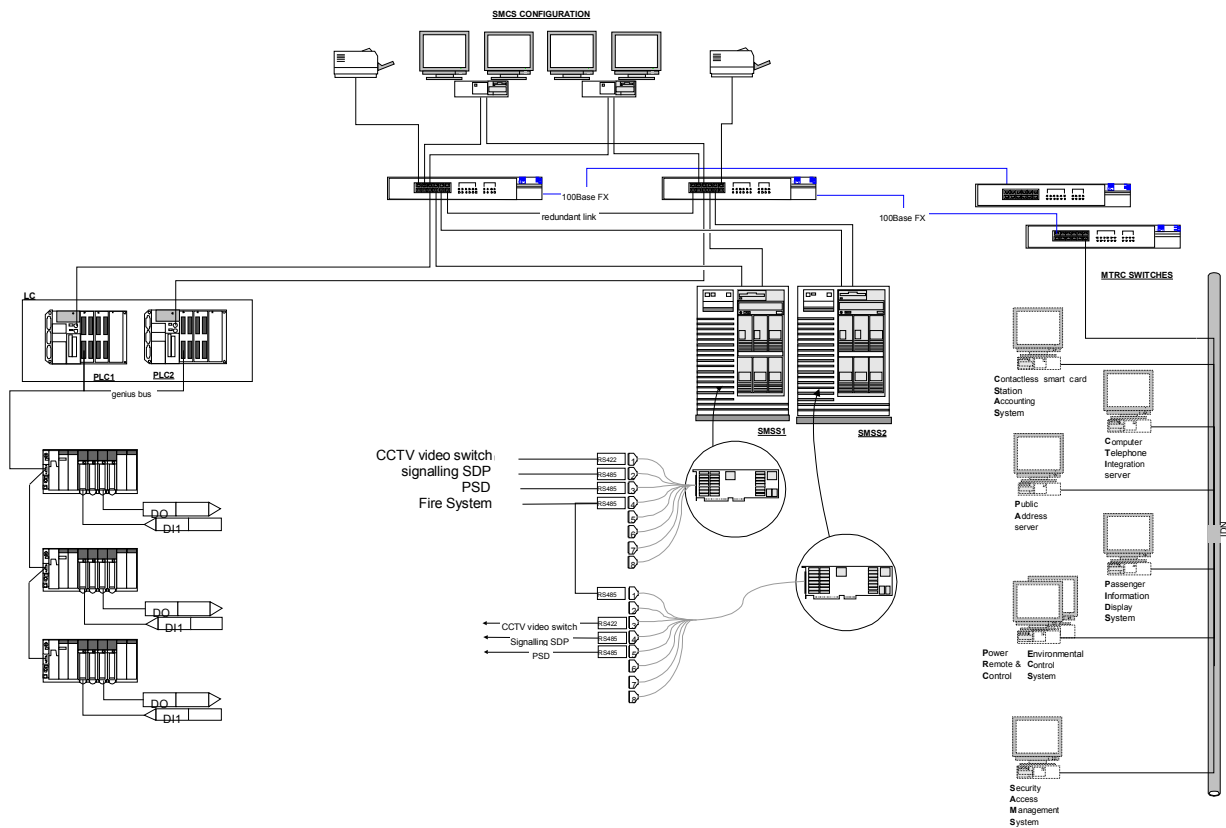 SMCS CONFIGURATION
100Base FX
redundant link
100Base FX
MTRC SWITCHES
LC
PLC1
PLC2
genius bus
SMSS1
SMSS2
Contactless smart card
Station
Accounting
System
Computer
Telephone
Integration
server
CCTV video switch
signalling SDP
PSD
Fire System
RS422
RS485
RS485
RS485
1
2
3
4
5
6
7
8
DO
DI1
DO
DI1
DO
DI1
Public
Address
server
Passenger
Information
Display
System
RS485
RS422
RS485
RS485
1
2
3
4
5
6
7
8
CCTV video switch
Signalling SDP
PSD
Power
Remote &
Control
Environmental
Control
System
Security
Access
Management
System